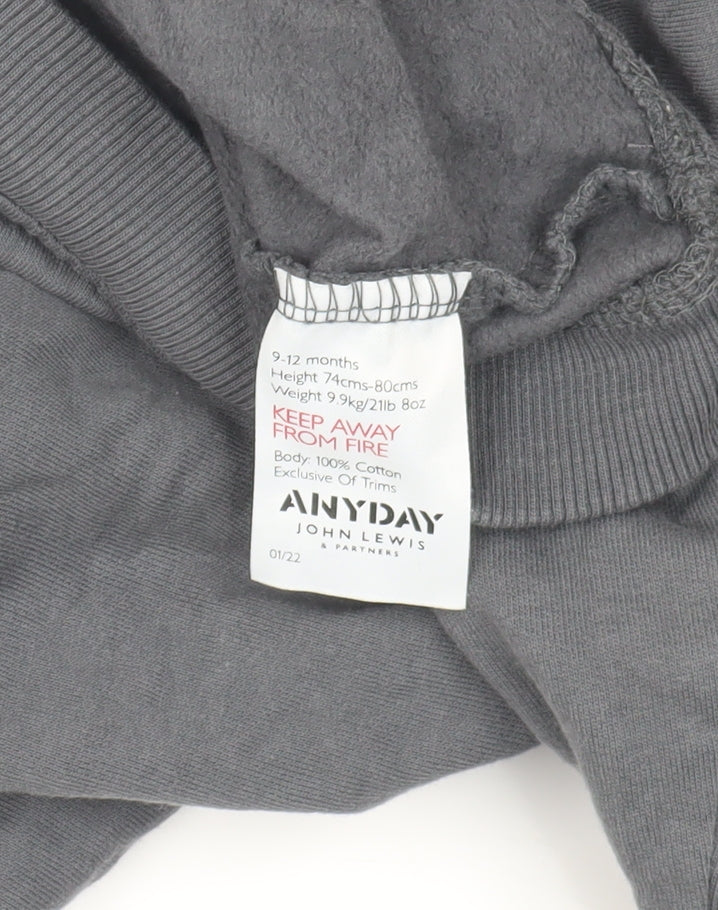 9-12 months
Height 74cms-80cms
Weight 9.9kg/21lb 8oz
KEEP AWAY
FROM FIRE
Body: 100% Cotton
Exclusive Of Trims
ANYDAY
JOHN LEWIS
& PARTNERS
01/22